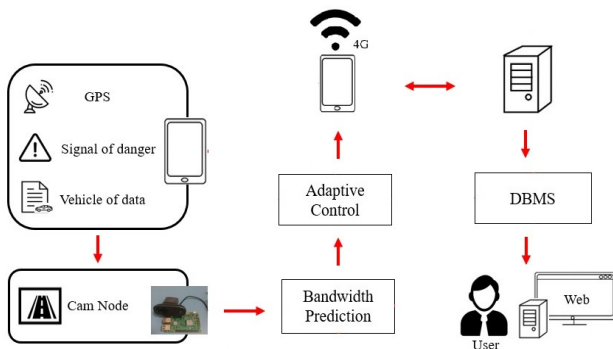 GPS
Signal of danger
Vehicle of data
Cam Node
Bandwidth
Prediction
Adaptive
Control
4G
DBMS
Web
User